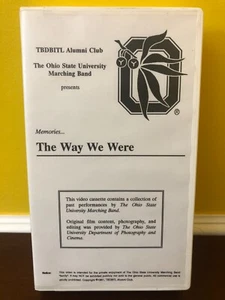 TBDBITL Alumni Club
The Ohio State University
Marching Band
presents
®
Memories...
The Way We Were
This video cassette contains a collection of
past performances by The Ohio State
University Marching Band.
Original film content, photography, and
editing was provided by The Ohio State
University Department of Photography and
Cinema.